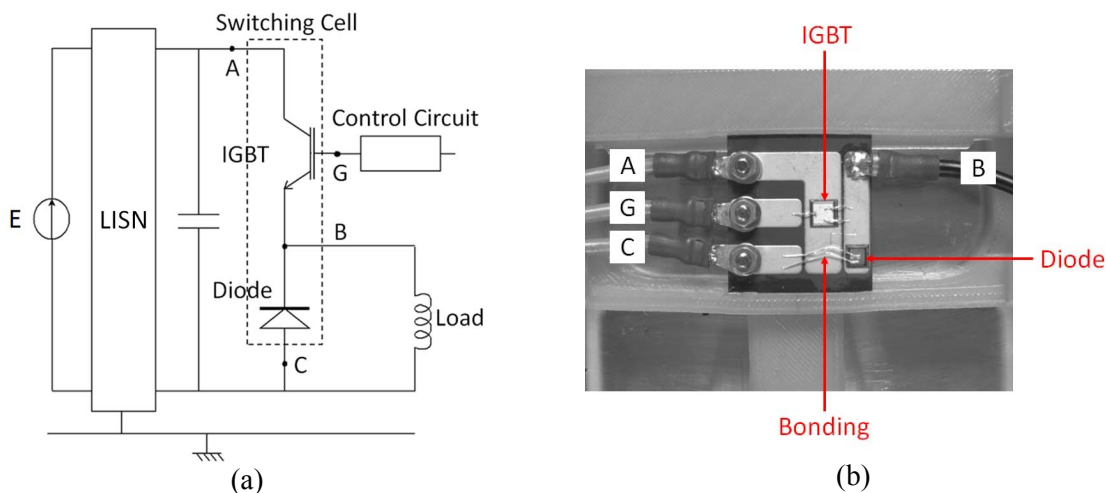 Switching Cell
A
IGBT
Control Circuit
G
E
LISN
B
Diode
Load
C
(a)
IGBT
A
G
C
B
Diode
Bonding
(b)